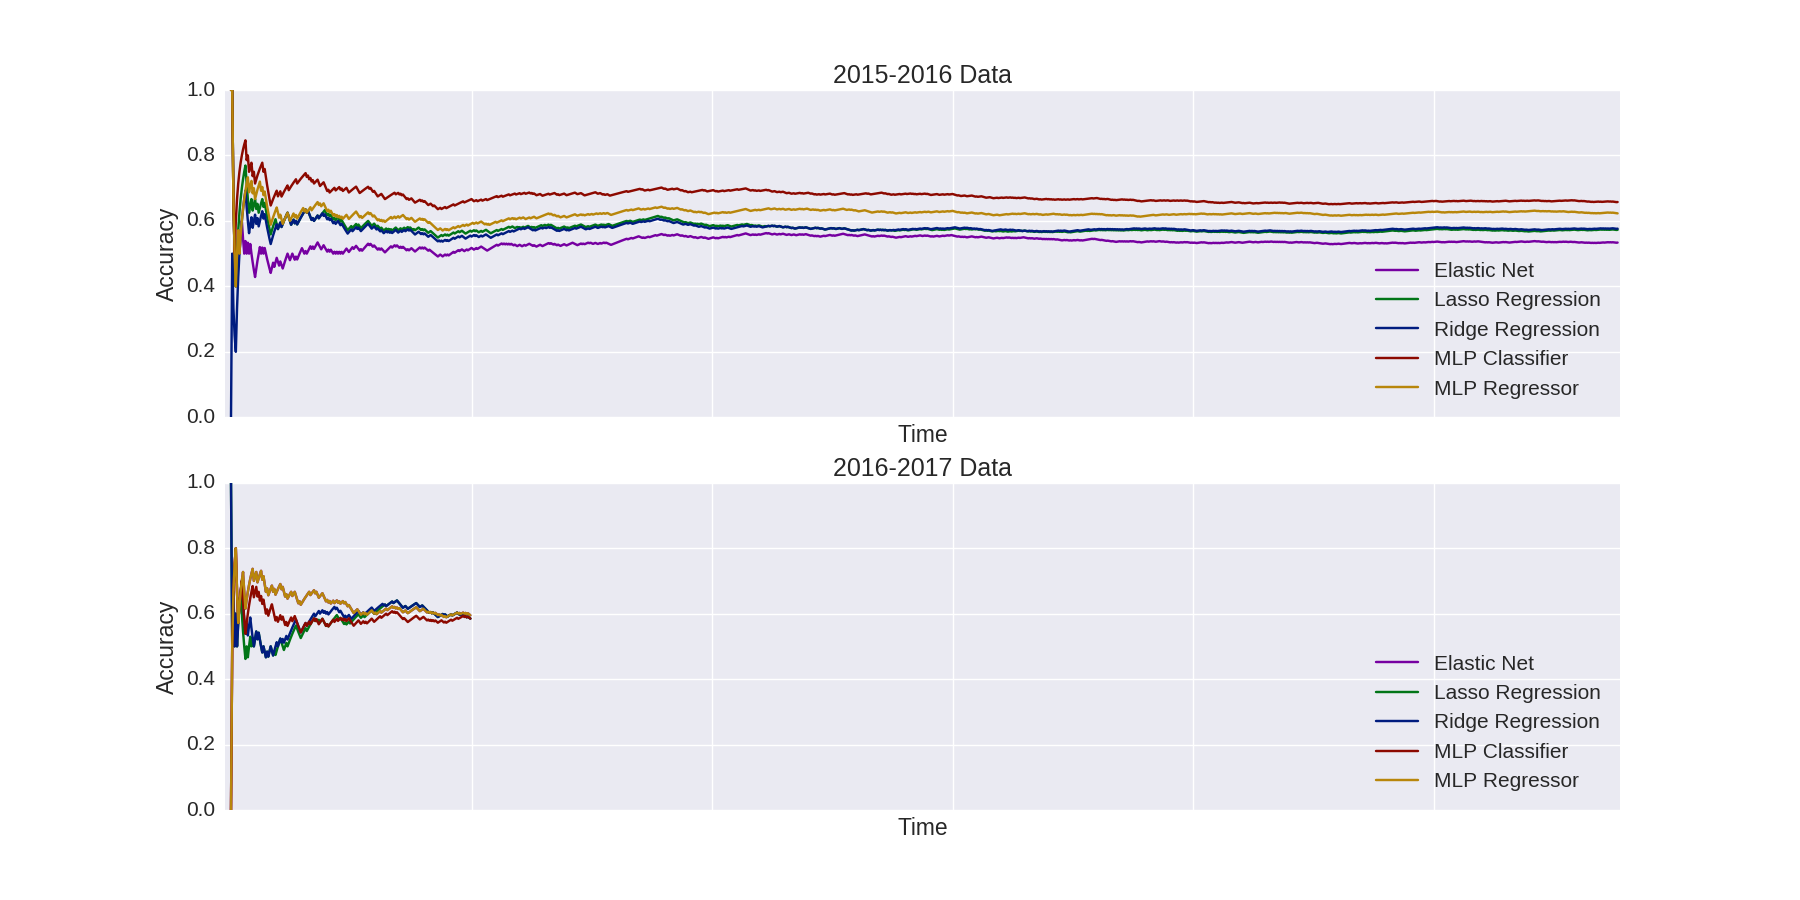 2015-2016 Data
1.0
0.8
0.6
0.4
0.2
0.0
Accuracy
Elastic Net
Lasso Regression
Ridge Regression
MLP Classifier
MLP Regressor
Time
2016-2017 Data
1.0
0.8
0.6
0.4
0.2
0.0
Accuracy
Elastic Net
Lasso Regression
Ridge Regression
MLP Classifier
MLP Regressor
Time